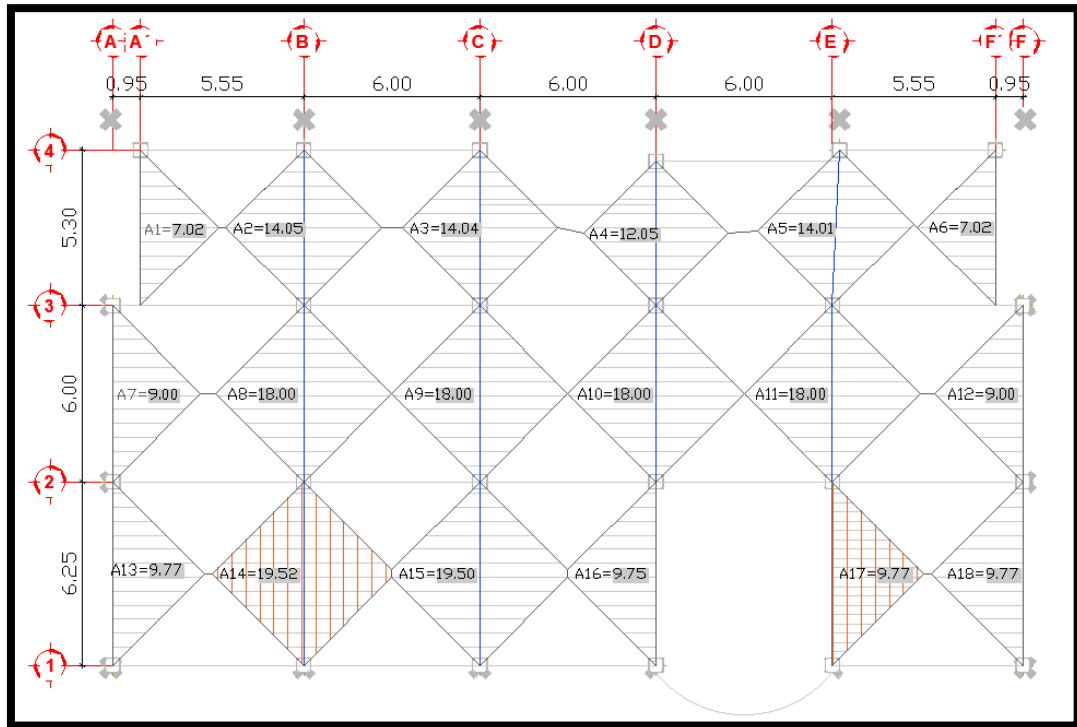 A A' B C D E F' F
0.95 5.55 6.00 6.00 6.00 5.55 0.95
4
5.30
A1=7.02 A2=14.05 A3=14.04 A4=12.05 A5=14.01 A6=7.02
3
6.00
A7=9.00 A8=18.00 A9=18.00 A10=18.00 A11=18.00 A12=9.00
2
6.25
A13=9.77 A14=19.52 A15=19.50 A16=9.75 A17=9.77 A18=9.77
1